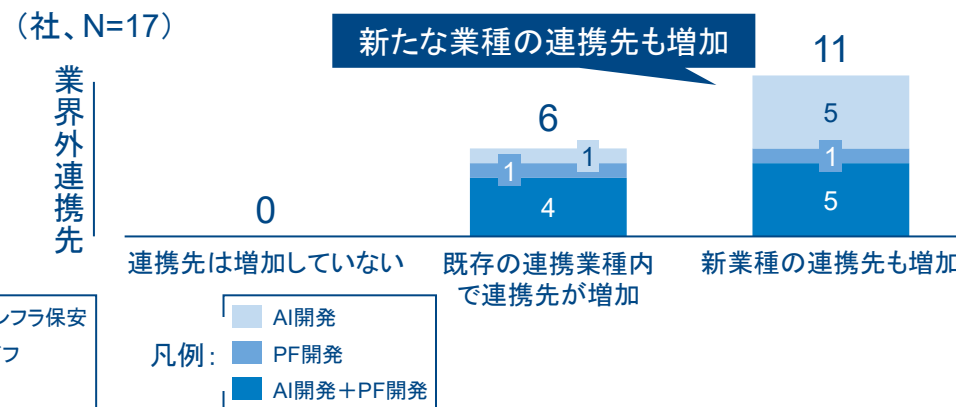 （社、N=17）
新たな業種の連携先も増加
業界外連携先
0
6
1
1
4
11
5
1
5
連携先は増加していない
既存の連携業種内
で連携先が増加
新業種の連携先も増加
ンフラ保安
フ
凡例：
AI開発
PF開発
AI開発＋PF開発